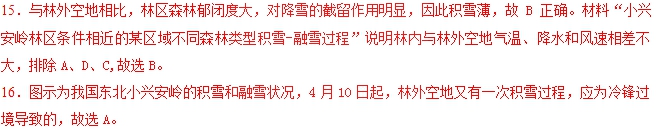 15．与林外空地相比，林区森林郁闭度大，对降雪的截留作用明显，因此积雪薄，故 B 正确。材料“小兴
安岭林区条件相近的某区域不同森林类型积雪-融雪过程”说明林内与林外空地气温、降水和风速相差不
大，排除 A、D、C,故选 B。
16．图示为我国东北小兴安岭的积雪和融雪状况，4 月 10 日起，林外空地又有一次积雪过程，应为冷锋过
境导致的，故选 A。